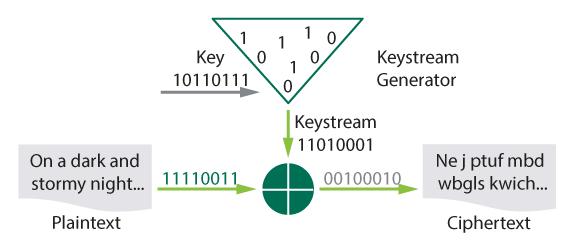 1
1
1
0
0
0
1
0
Key
10110111
Keystream
Generator
Keystream
11010001
On a dark and
stormy night...
11110011
00100010
Ne j ptuf mbd
wbgls kwich...
Plaintext
Ciphertext